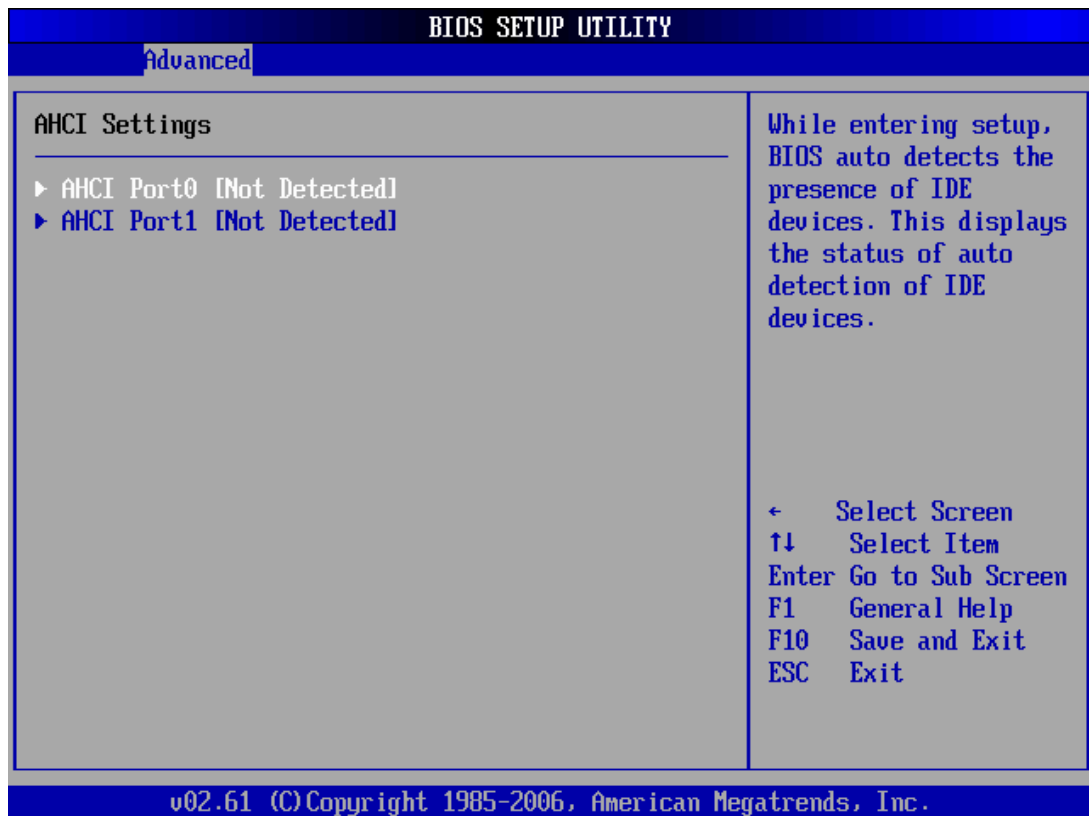 BIOS SETUP UTILITY
Advanced
AHCI Settings
▶ AHCI Port0 [Not Detected]
▶ AHCI Port1 [Not Detected]
While entering setup,
BIOS auto detects the
presence of IDE
devices. This displays
the status of auto
detection of IDE
devices.
← Select Screen
↑↓ Select Item
Enter Go to Sub Screen
F1 General Help
F10 Save and Exit
ESC Exit
v02.61 (C)Copyright 1985-2006, American Megatrends, Inc.